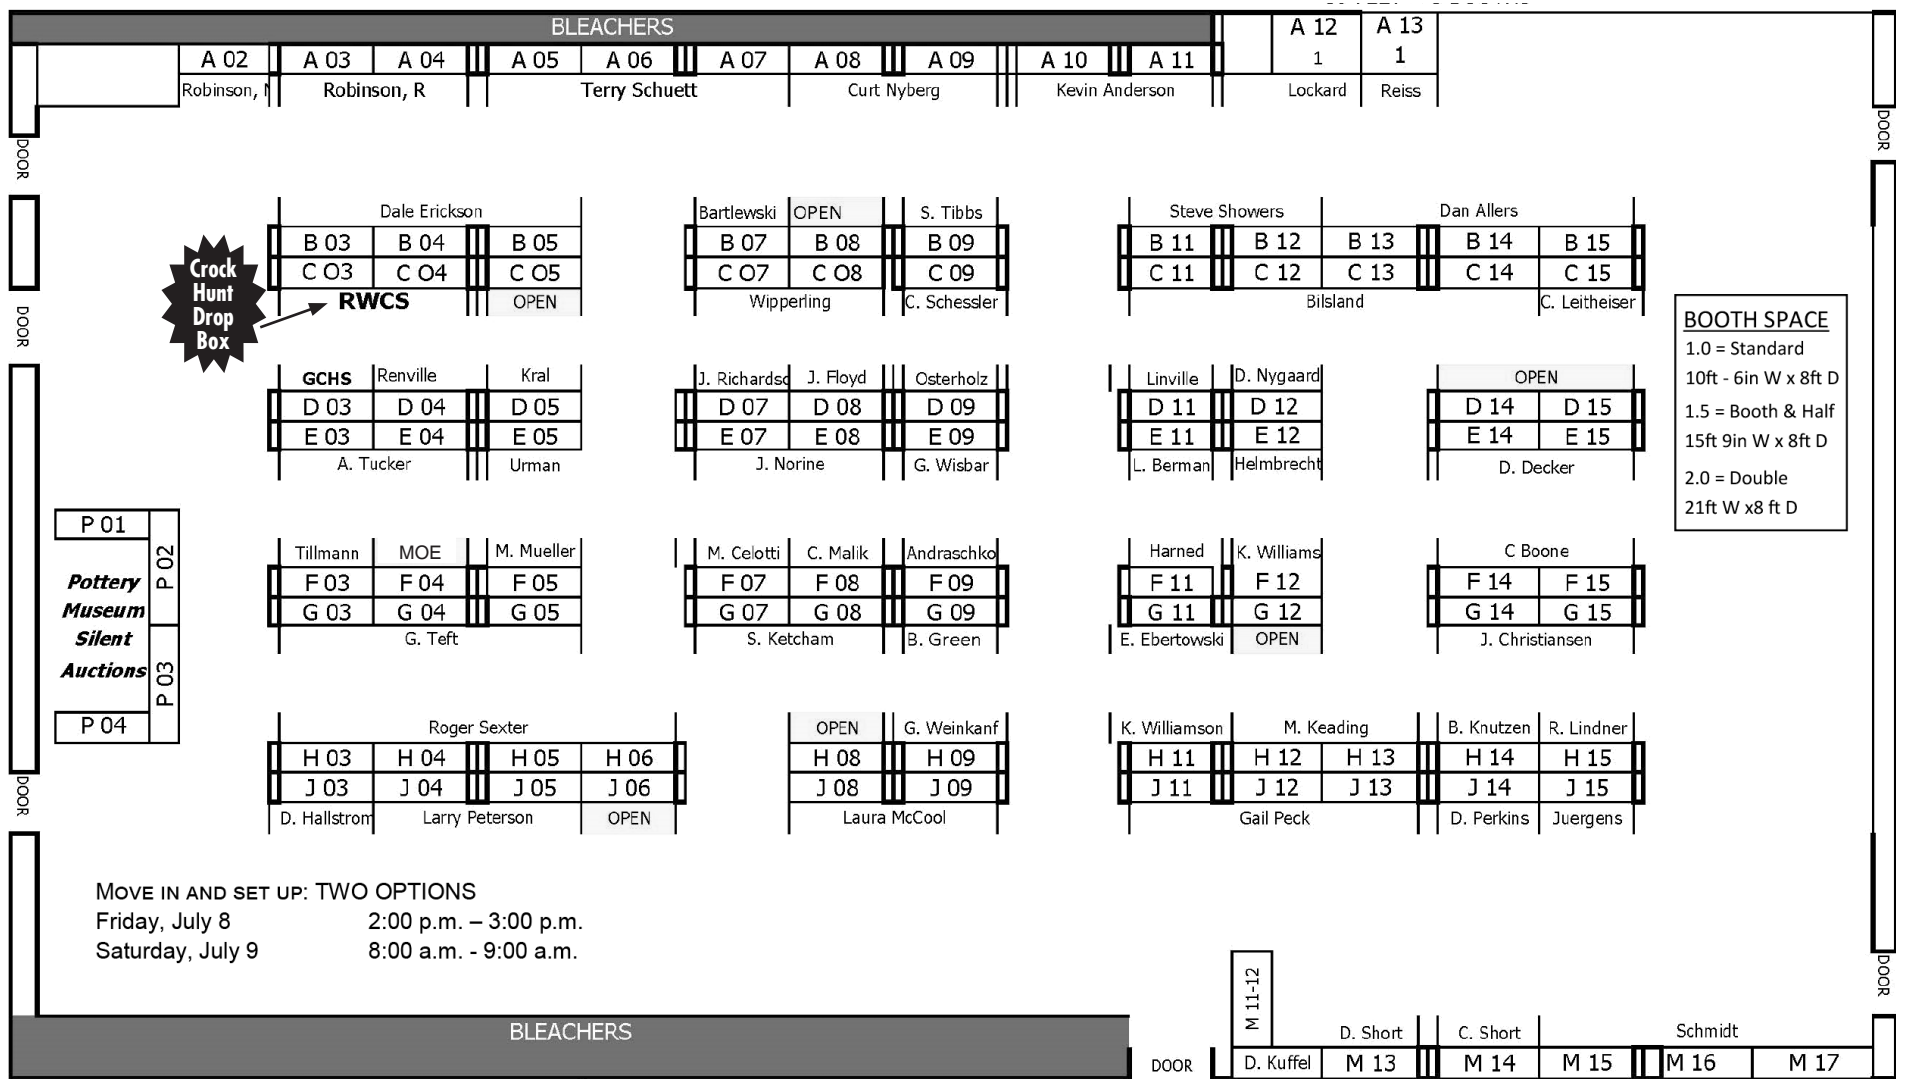 BLEACHERS
A 12 A 13
A 02 A 03 A 04 A 05 A 06 A 07 A 08 A 09 A 10 A 11 1 1
Robinson, Robinson, R Terry Schuett Curt Nyberg Kevin Anderson Lockard Reiss
DOOR
DOOR
Dale Erickson Bartlewski OPEN S. Tibbs Steve Showers Dan Allers
B 03 B 04 B 05 B 07 B 08 B 09 B 11 B 12 B 13 B 14 B 15
C O3 C O4 C O5 C O7 C O8 C 09 C 11 C 12 C 13 C 14 C 15
RWCS OPEN Wipperling C. Schessler Bilsland C. Leitheiser
Crock
Hunt
Drop
Box
DOOR
BOOTH SPACE
1.0 = Standard
10ft - 6in W x 8ft D
1.5 = Booth & Half
15ft 9in W x 8ft D
2.0 = Double
21ft W x8 ft D
GCHS Renville Kral J. Richardsc J. Floyd Osterholz Linville D. Nygaard OPEN
D 03 D 04 D 05 D 07 D 08 D 09 D 11 D 12 D 14 D 15
E 03 E 04 E 05 E 07 E 08 E 09 E 11 E 12 E 14 E 15
A. Tucker Urman J. Norine G. Wisbar L. Berman Helmbrecht D. Decker
P 01
P 02
Pottery
Museum
Silent
Auctions
P 03
P 04
Tillmann MOE M. Mueller M. Celotti C. Malik Andraschko Harned K. Williams C Boone
F 03 F 04 F 05 F 07 F 08 F 09 F 11 F 12 F 14 F 15
G 03 G 04 G 05 G 07 G 08 G 09 G 11 G 12 G 14 G 15
G. Teft S. Ketcham B. Green E. Ebertowski OPEN J. Christiansen
Roger Sexter OPEN G. Weinkanf K. Williamson M. Keading B. Knutzen R. Lindner
H 03 H 04 H 05 H 06 H 08 H 09 H 11 H 12 H 13 H 14 H 15
J 03 J 04 J 05 J 06 J 08 J 09 J 11 J 12 J 13 J 14 J 15
D. Hallstrom Larry Peterson OPEN Laura McCool Gail Peck D. Perkins Juergens
DOOR
MOVE IN AND SET UP: TWO OPTIONS
Friday, July 8 2:00 p.m. – 3:00 p.m.
Saturday, July 9 8:00 a.m. - 9:00 a.m.
DOOR
BLEACHERS
M 11-12
D. Short C. Short Schmidt
DOOR D. Kuffel M 13 M 14 M 15 M 16 M 17